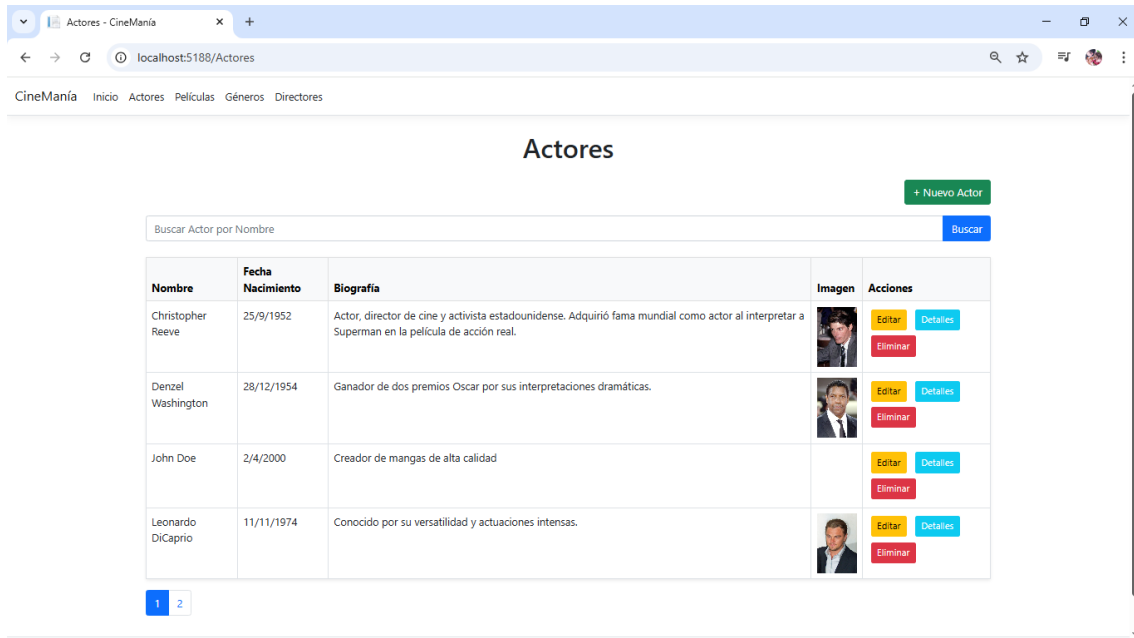 Actores - CineManía
localhost:5188/Actores
CineManía Inicio Actores Películas Géneros Directores
Actores
+ Nuevo Actor
Buscar Actor por Nombre Buscar
Nombre Fecha Nacimiento Biografía Imagen Acciones
Christopher Reeve 25/9/1952 Actor, director de cine y activista estadounidense. Adquirió fama mundial como actor al interpretar a Editar Detalles
Superman en la película de acción real. Eliminar
Denzel Washington 28/12/1954 Ganador de dos premios Oscar por sus interpretaciones dramáticas. Editar Detalles
Eliminar
John Doe 2/4/2000 Creador de mangas de alta calidad Editar Detalles
Eliminar
Leonardo DiCaprio 11/11/1974 Conocido por su versatilidad y actuaciones intensas. Editar Detalles
Eliminar
1 2